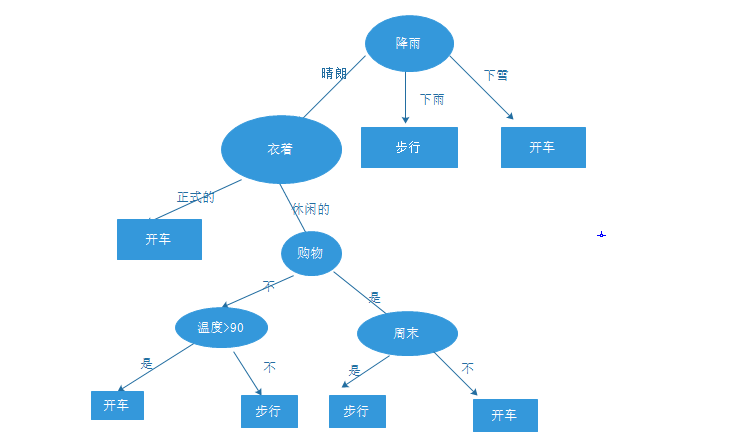 降雨
晴朗
下雪
下雨
衣着
步行
开车
正式的
休闲的
开车
购物
不
是
温度>90
周末
是
不
是
不
开车
步行
步行
开车